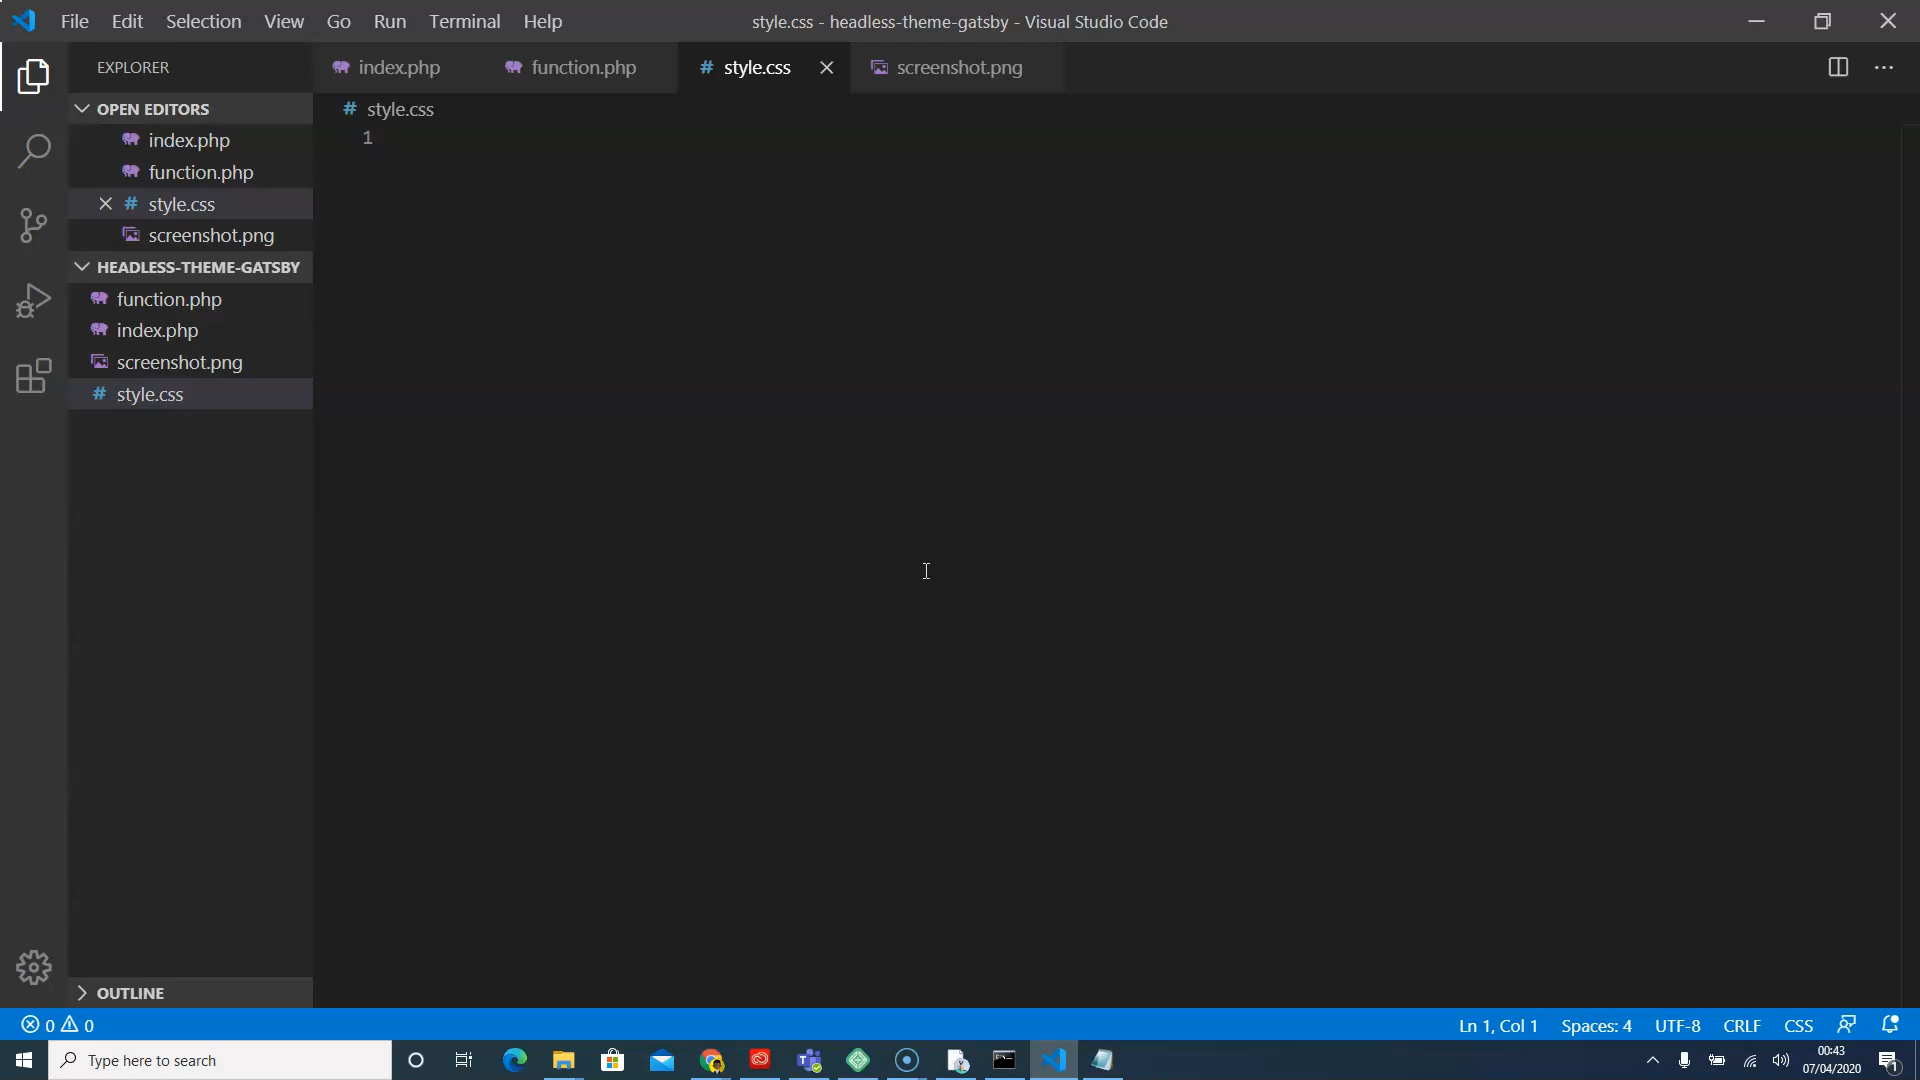 File Edit Selection View Go Run Terminal Help style.css - headless-theme-gatsby - Visual Studio Code
EXPLORER
index.php function.php # style.css screenshot.png
OPEN EDITORS
index.php
function.php
# style.css
screenshot.png
HEADLESS-THEME-GATSBY
function.php
index.php
screenshot.png
# style.css
# style.css
1
OUTLINE
0 0 Ln 1, Col 1 Spaces: 4 UTF-8 CRLF CSS
Type here to search
00:43
07/04/2020
1